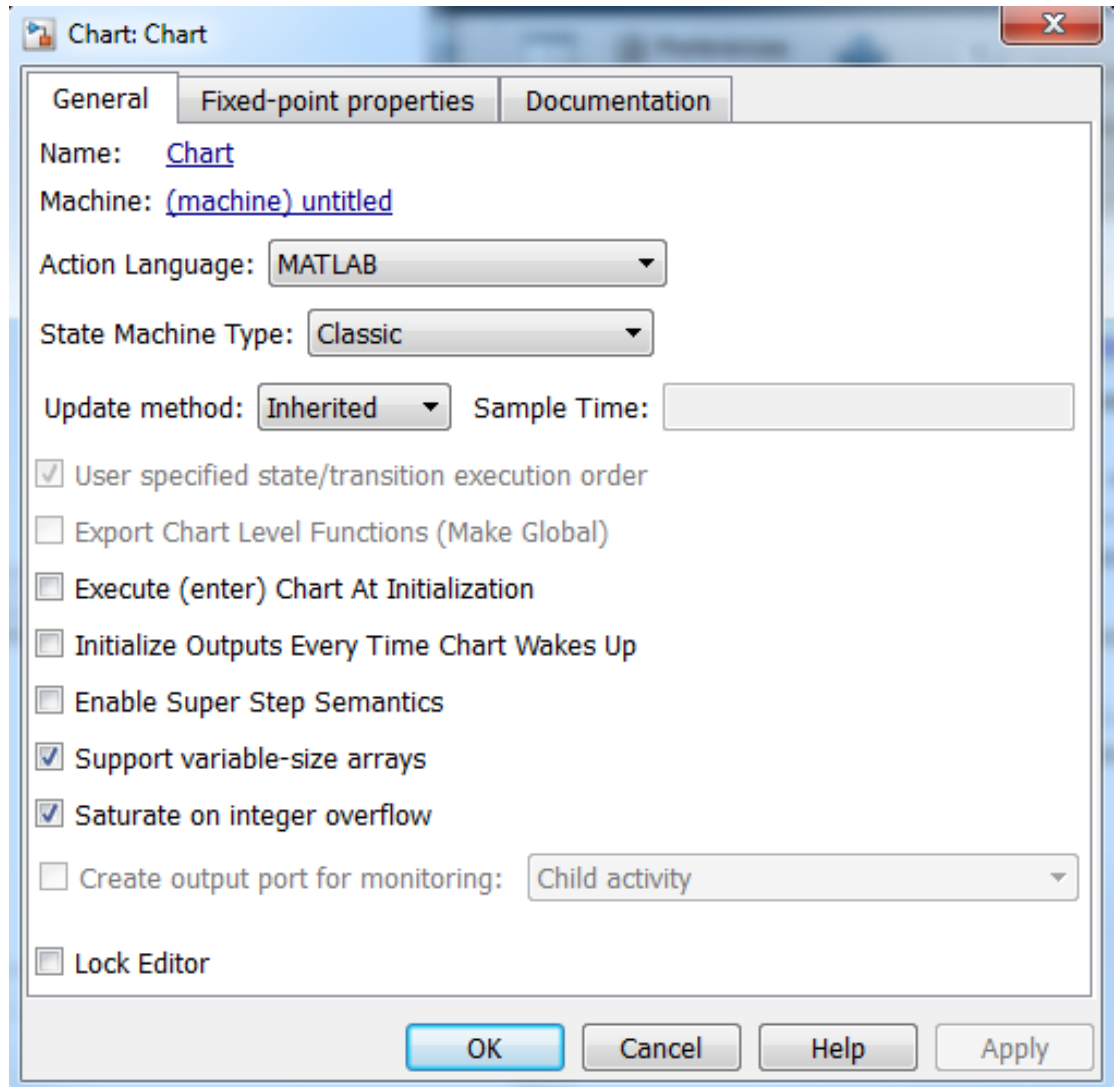 Chart: Chart
General Fixed-point properties Documentation
Name: Chart
Machine: (machine) untitled
Action Language: MATLAB
State Machine Type: Classic
Update method: Inherited Sample Time:
User specified state/transition execution order
Export Chart Level Functions (Make Global)
Execute (enter) Chart At Initialization
Initialize Outputs Every Time Chart Wakes Up
Enable Super Step Semantics
Support variable-size arrays
Saturate on integer overflow
Create output port for monitoring: Child activity
Lock Editor
OK Cancel Help Apply